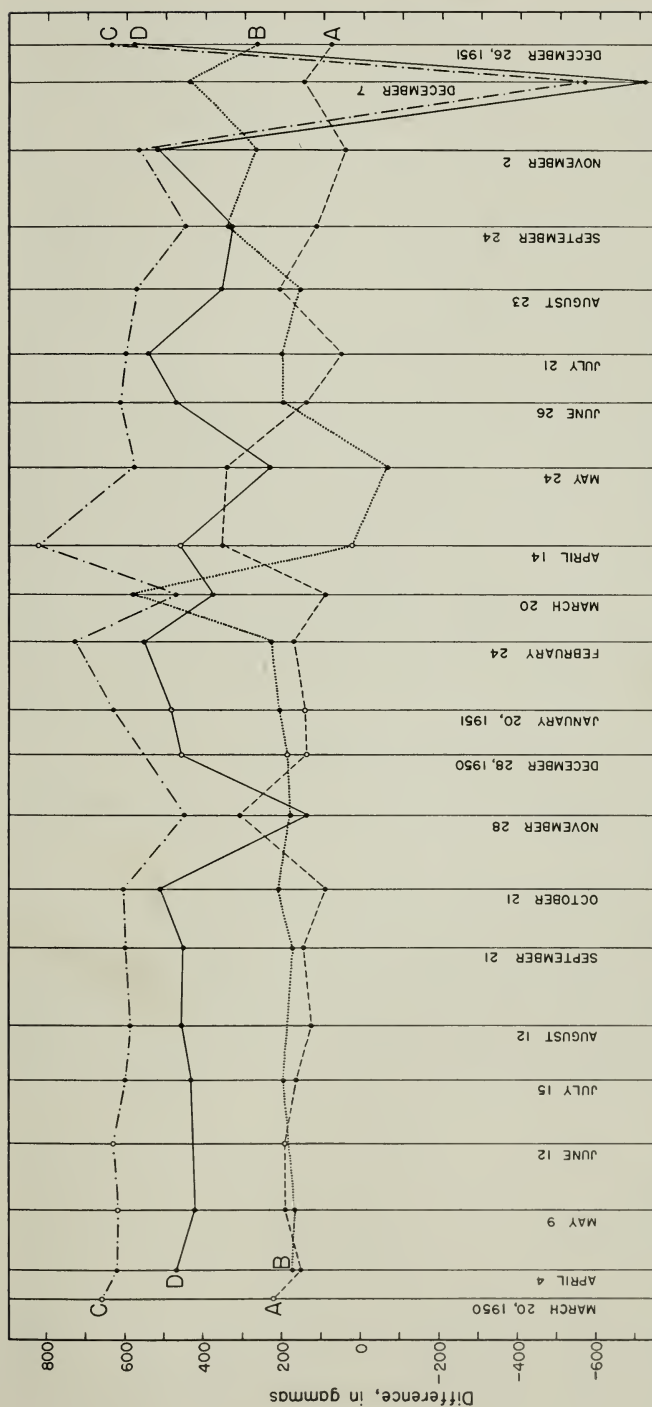 800
600
400
200
0
-200
-400
-600
Difference, in gammas
C
D
B
A
C
D
B
A
MARCH 20, 1950
APRIL 4
MAY 9
JUNE 12
JULY 15
AUGUST 12
SEPTEMBER 21
OCTOBER 21
NOVEMBER 28
DECEMBER 28, 1950
JANUARY 20, 1951
FEBRUARY 24
MARCH 20
APRIL 14
MAY 24
JUNE 26
JULY 21
AUGUST 23
SEPTEMBER 24
NOVEMBER 2
DECEMBER 7
DECEMBER 26, 1951